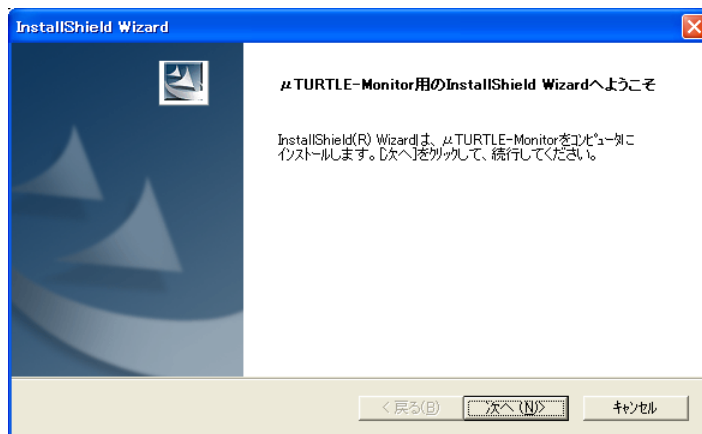 InstallShield Wizard
μTURTLE-Monitor用のInstallShield Wizardへようこそ
InstallShield(R) Wizardは、μTURTLE-Monitorをコンピュータに
インストールします。[次へ]をクリックして、続行してください。
< 戻る(B)
次へ(N)>
キャンセル